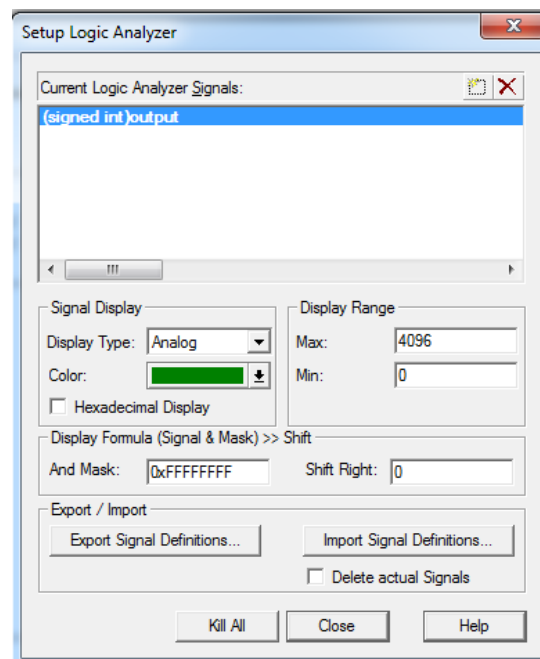 Setup Logic Analyzer
Current Logic Analyzer Signals:
(signed int)output
Signal Display
Display Type: Analog
Color:
Hexadecimal Display
Display Range
Max: 4096
Min: 0
Display Formula (Signal & Mask) >> Shift
And Mask: 0xFFFFFFFF Shift Right: 0
Export / Import
Export Signal Definitions... Import Signal Definitions...
Delete actual Signals
Kill All Close Help